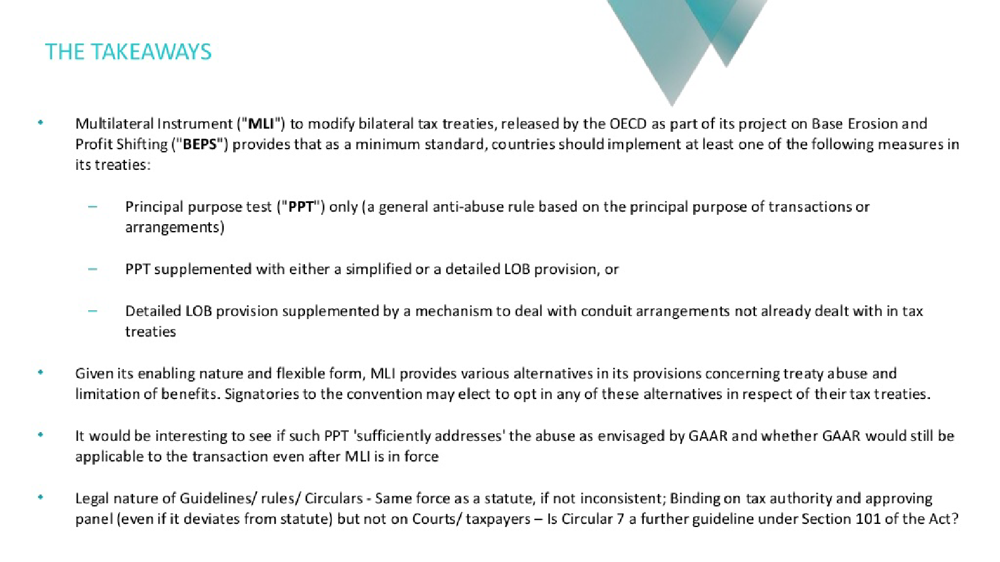 THE TAKEAWAYS
• Multilateral Instrument ("MLI") to modify bilateral tax treaties, released by the OECD as part of its project on Base Erosion and
Profit Shifting ("BEPS") provides that as a minimum standard, countries should implement at least one of the following measures in
its treaties:
– Principal purpose test ("PPT") only (a general anti-abuse rule based on the principal purpose of transactions or
arrangements)
– PPT supplemented with either a simplified or a detailed LOB provision, or
– Detailed LOB provision supplemented by a mechanism to deal with conduit arrangements not already dealt with in tax
treaties
• Given its enabling nature and flexible form, MLI provides various alternatives in its provisions concerning treaty abuse and
limitation of benefits. Signatories to the convention may elect to opt in any of these alternatives in respect of their tax treaties.
• It would be interesting to see if such PPT 'sufficiently addresses' the abuse as envisaged by GAAR and whether GAAR would still be
applicable to the transaction even after MLI is in force
• Legal nature of Guidelines/ rules/ Circulars - Same force as a statute, if not inconsistent; Binding on tax authority and approving
panel (even if it deviates from statute) but not on Courts/ taxpayers – Is Circular 7 a further guideline under Section 101 of the Act?